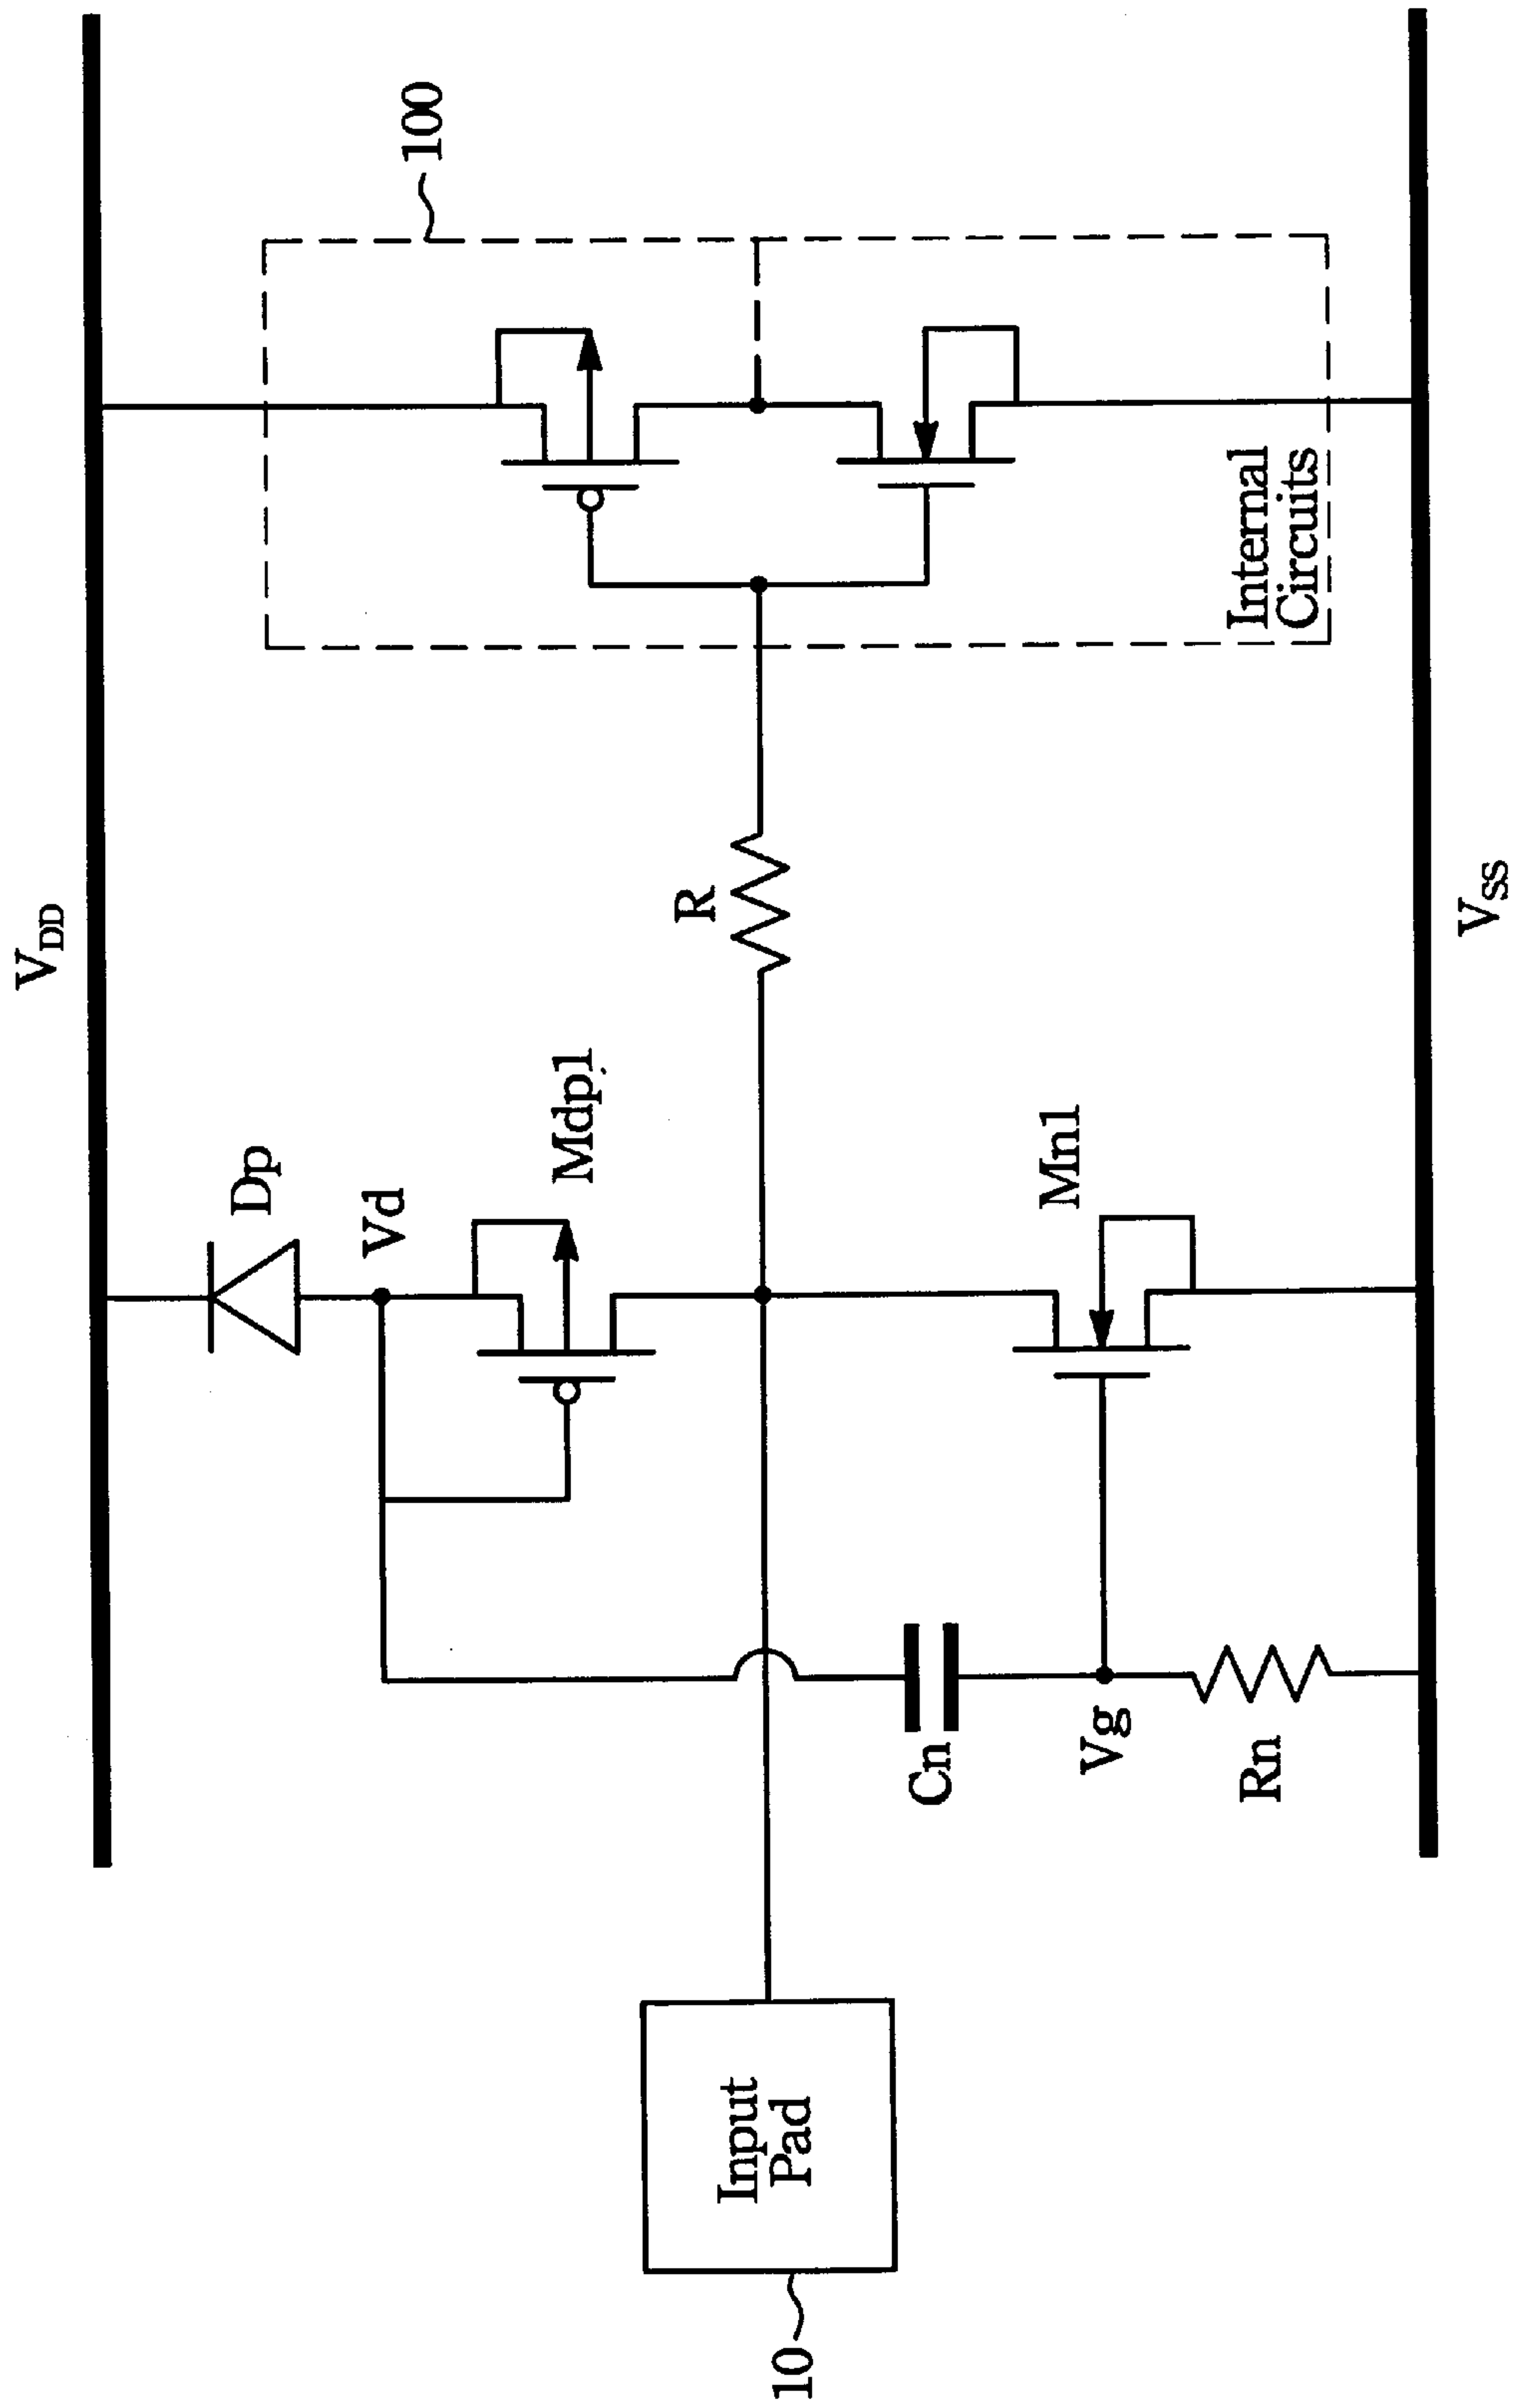 V_DD
Dp
Vd
Mdp1
100
R
Mn1
Internal
Circuits
Input
Pad
10
Cn
Vg
Rn
V_SS